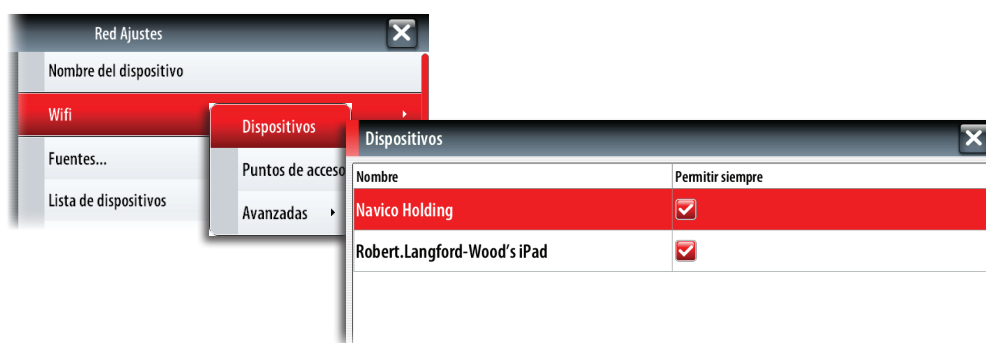 Red Ajustes
Nombre del dispositivo
Wifi
Fuentes...
Lista de dispositivos
Dispositivos
Puntos de acceso
Avanzadas
Dispositivos
Nombre Permitir siempre
Navico Holding
Robert.Langford-Wood's iPad